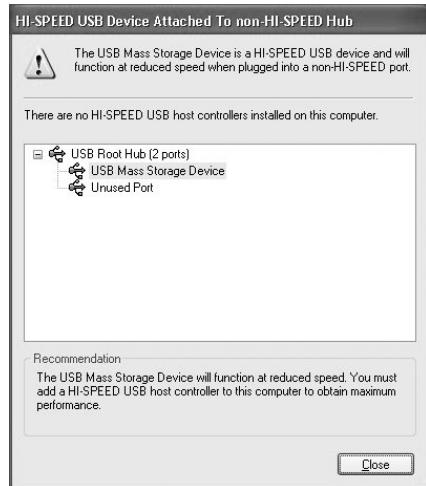 HI-SPEED USB Device Attached To non-HI-SPEED Hub
The USB Mass Storage Device is a HI-SPEED USB device and will
function at reduced speed when plugged into a non-HI-SPEED port.
There are no HI-SPEED USB host controllers installed on this computer.
USB Root Hub (2 ports)
USB Mass Storage Device
Unused Port
Recommendation
The USB Mass Storage Device will function at reduced speed. You must
add a HI-SPEED USB host controller to this computer to obtain maximum
performance.
Close